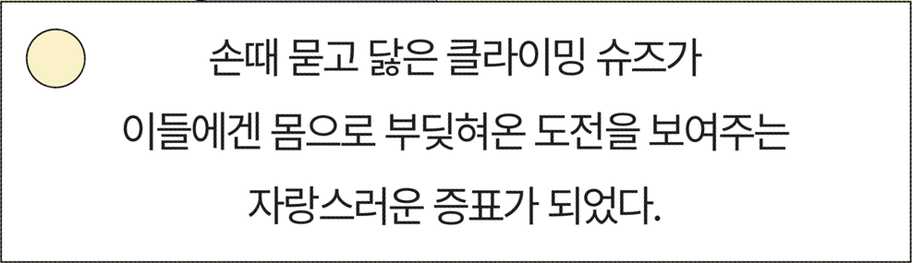 손때 묻고 닳은 클라이밍 슈즈가
이들에겐 몸으로 부딪혀온 도전을 보여주는
자랑스러운 증표가 되었다.